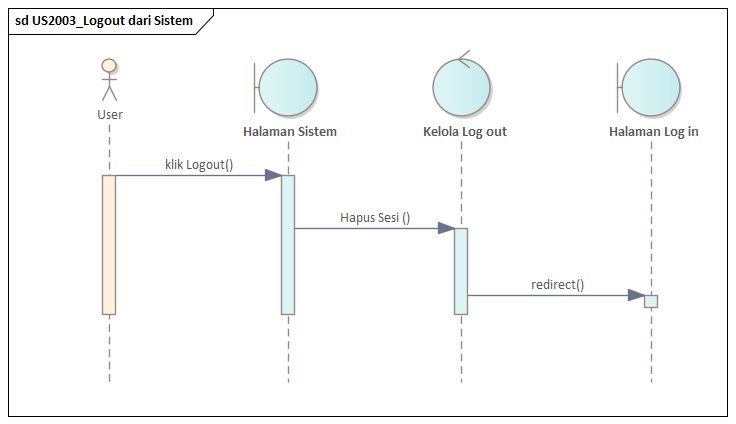 sd US2003_Logout dari Sistem
User
Halaman Sistem
Kelola Log out
Halaman Log in
klik Logout()
Hapus Sesi ()
redirect()